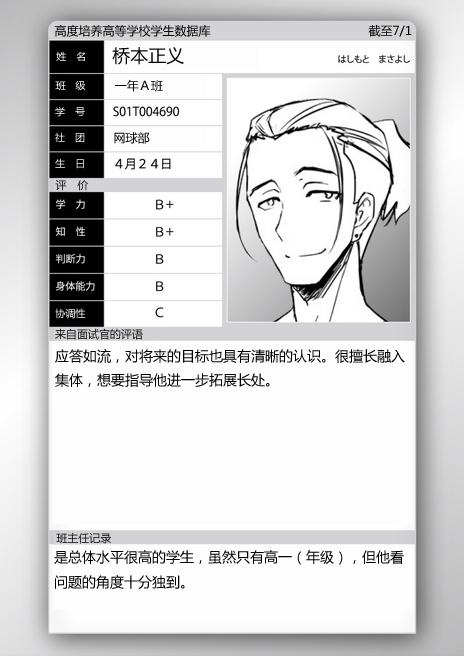 高度培养高等学校学生数据库 截至7/1
姓 名 桥本正义 はしもと まさよし
班 级 一年A班
学 号 S01T004690
社 团 网球部
生 日 4月24日
评 价
学 力 B+
知 性 B+
判断力 B
身体能力 B
协调性 C
来自面试官的评语
应答如流，对将来的目标也具有清晰的认识。很擅长融入
集体，想要指导他进一步拓展长处。
班主任记录
是总体水平很高的学生，虽然只有高一（年级），但他看
问题的角度十分独到。